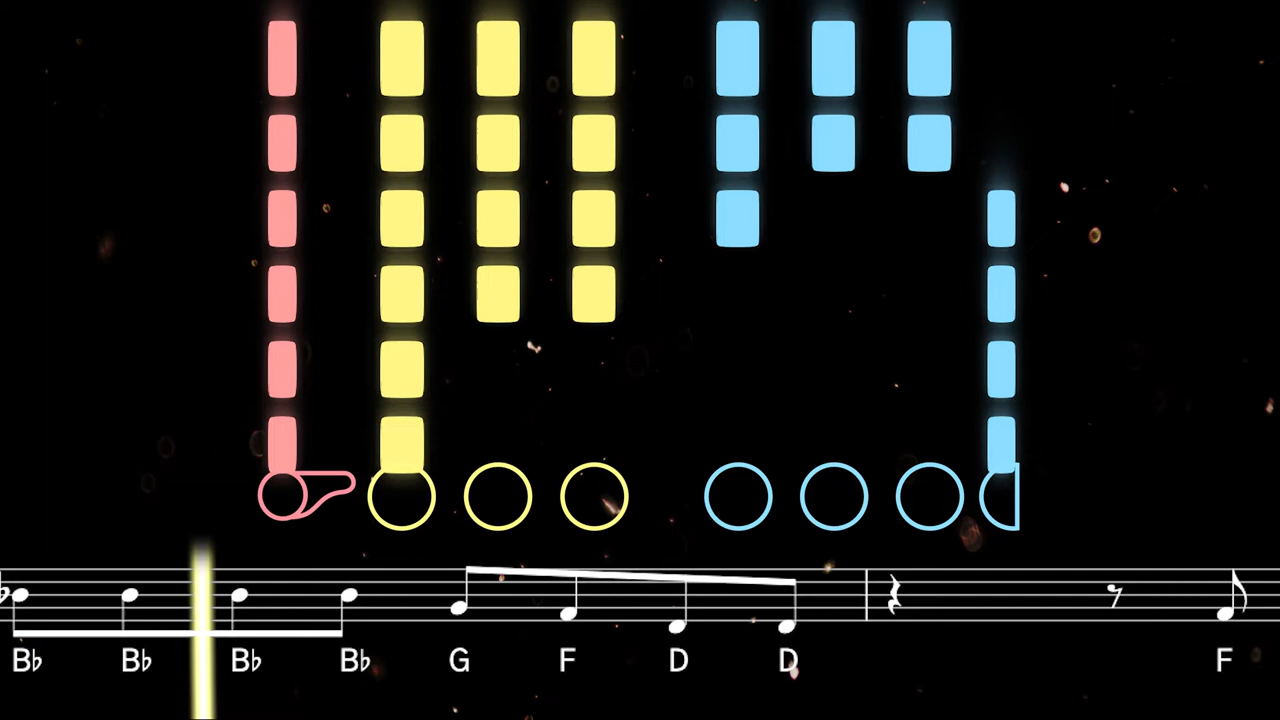 B♭ B♭ B♭ B♭ G F D D F